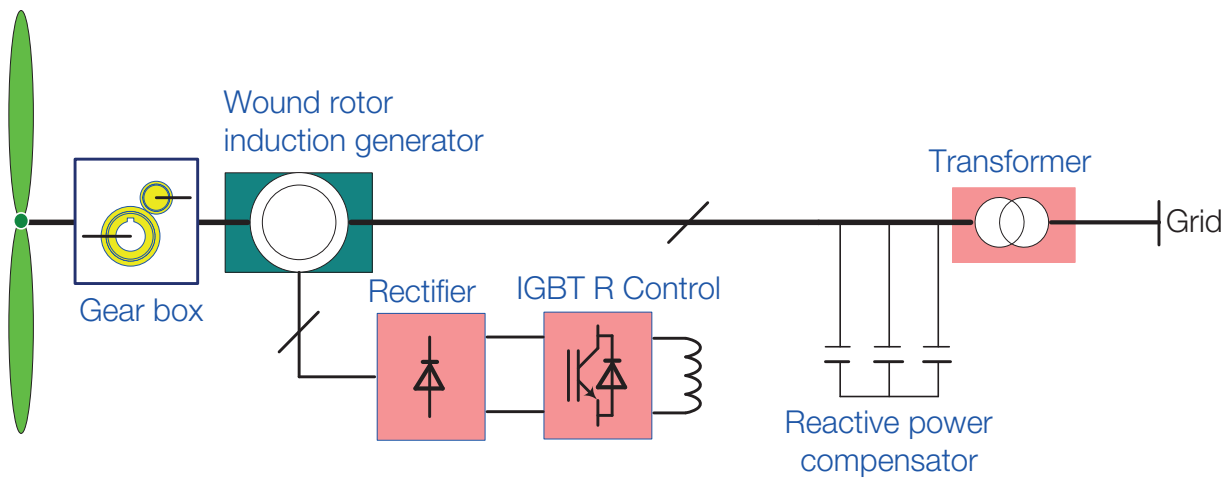 Wound rotor
induction generator
Transformer
Grid
Gear box
Rectifier
IGBT R Control
Reactive power
compensator